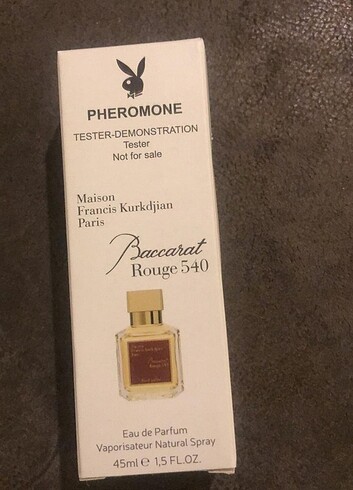 PHEROMONE
TESTER-DEMONSTRATION
Tester
Not for sale
Maison
Francis Kurkdjian
Paris
Baccarat
Rouge 540
Eau de Parfum
Vaporisateur Natural Spray
45ml e 1,5 FL.OZ.